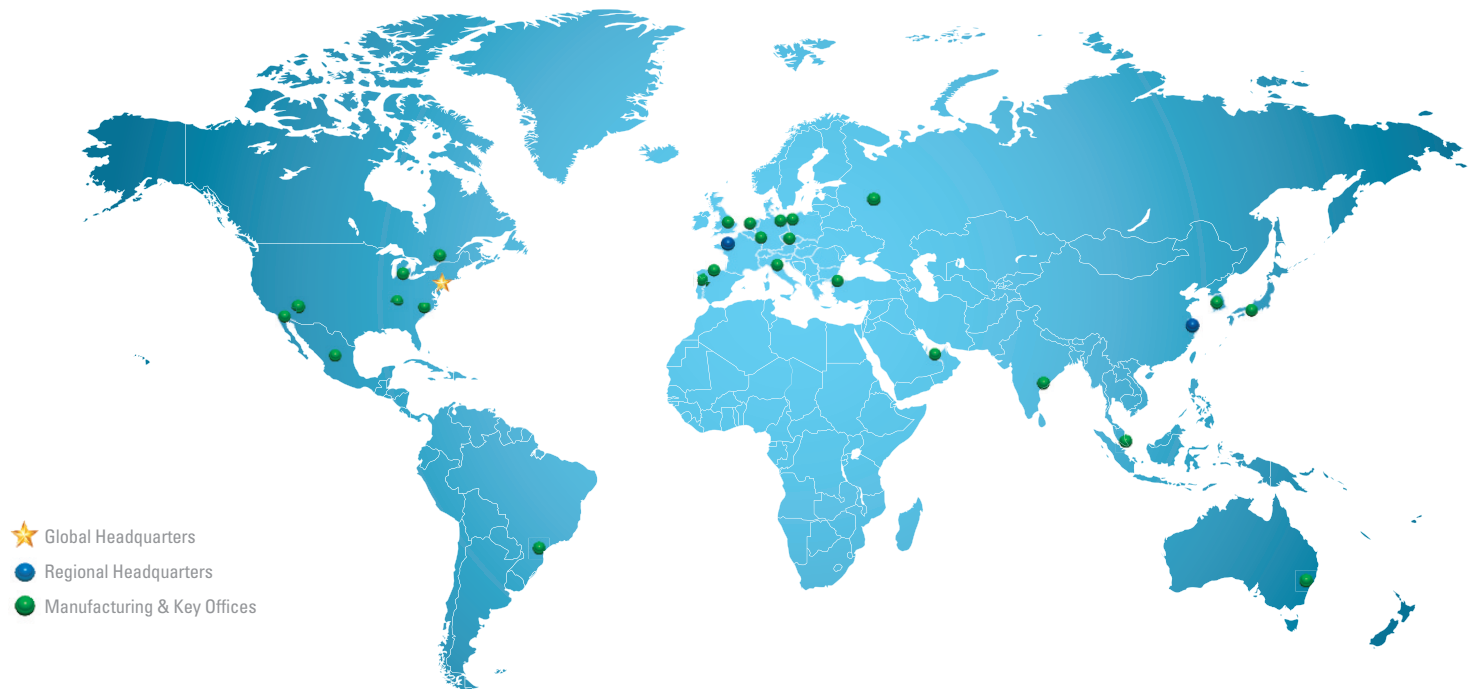 Global Headquarters
Regional Headquarters
Manufacturing & Key Offices